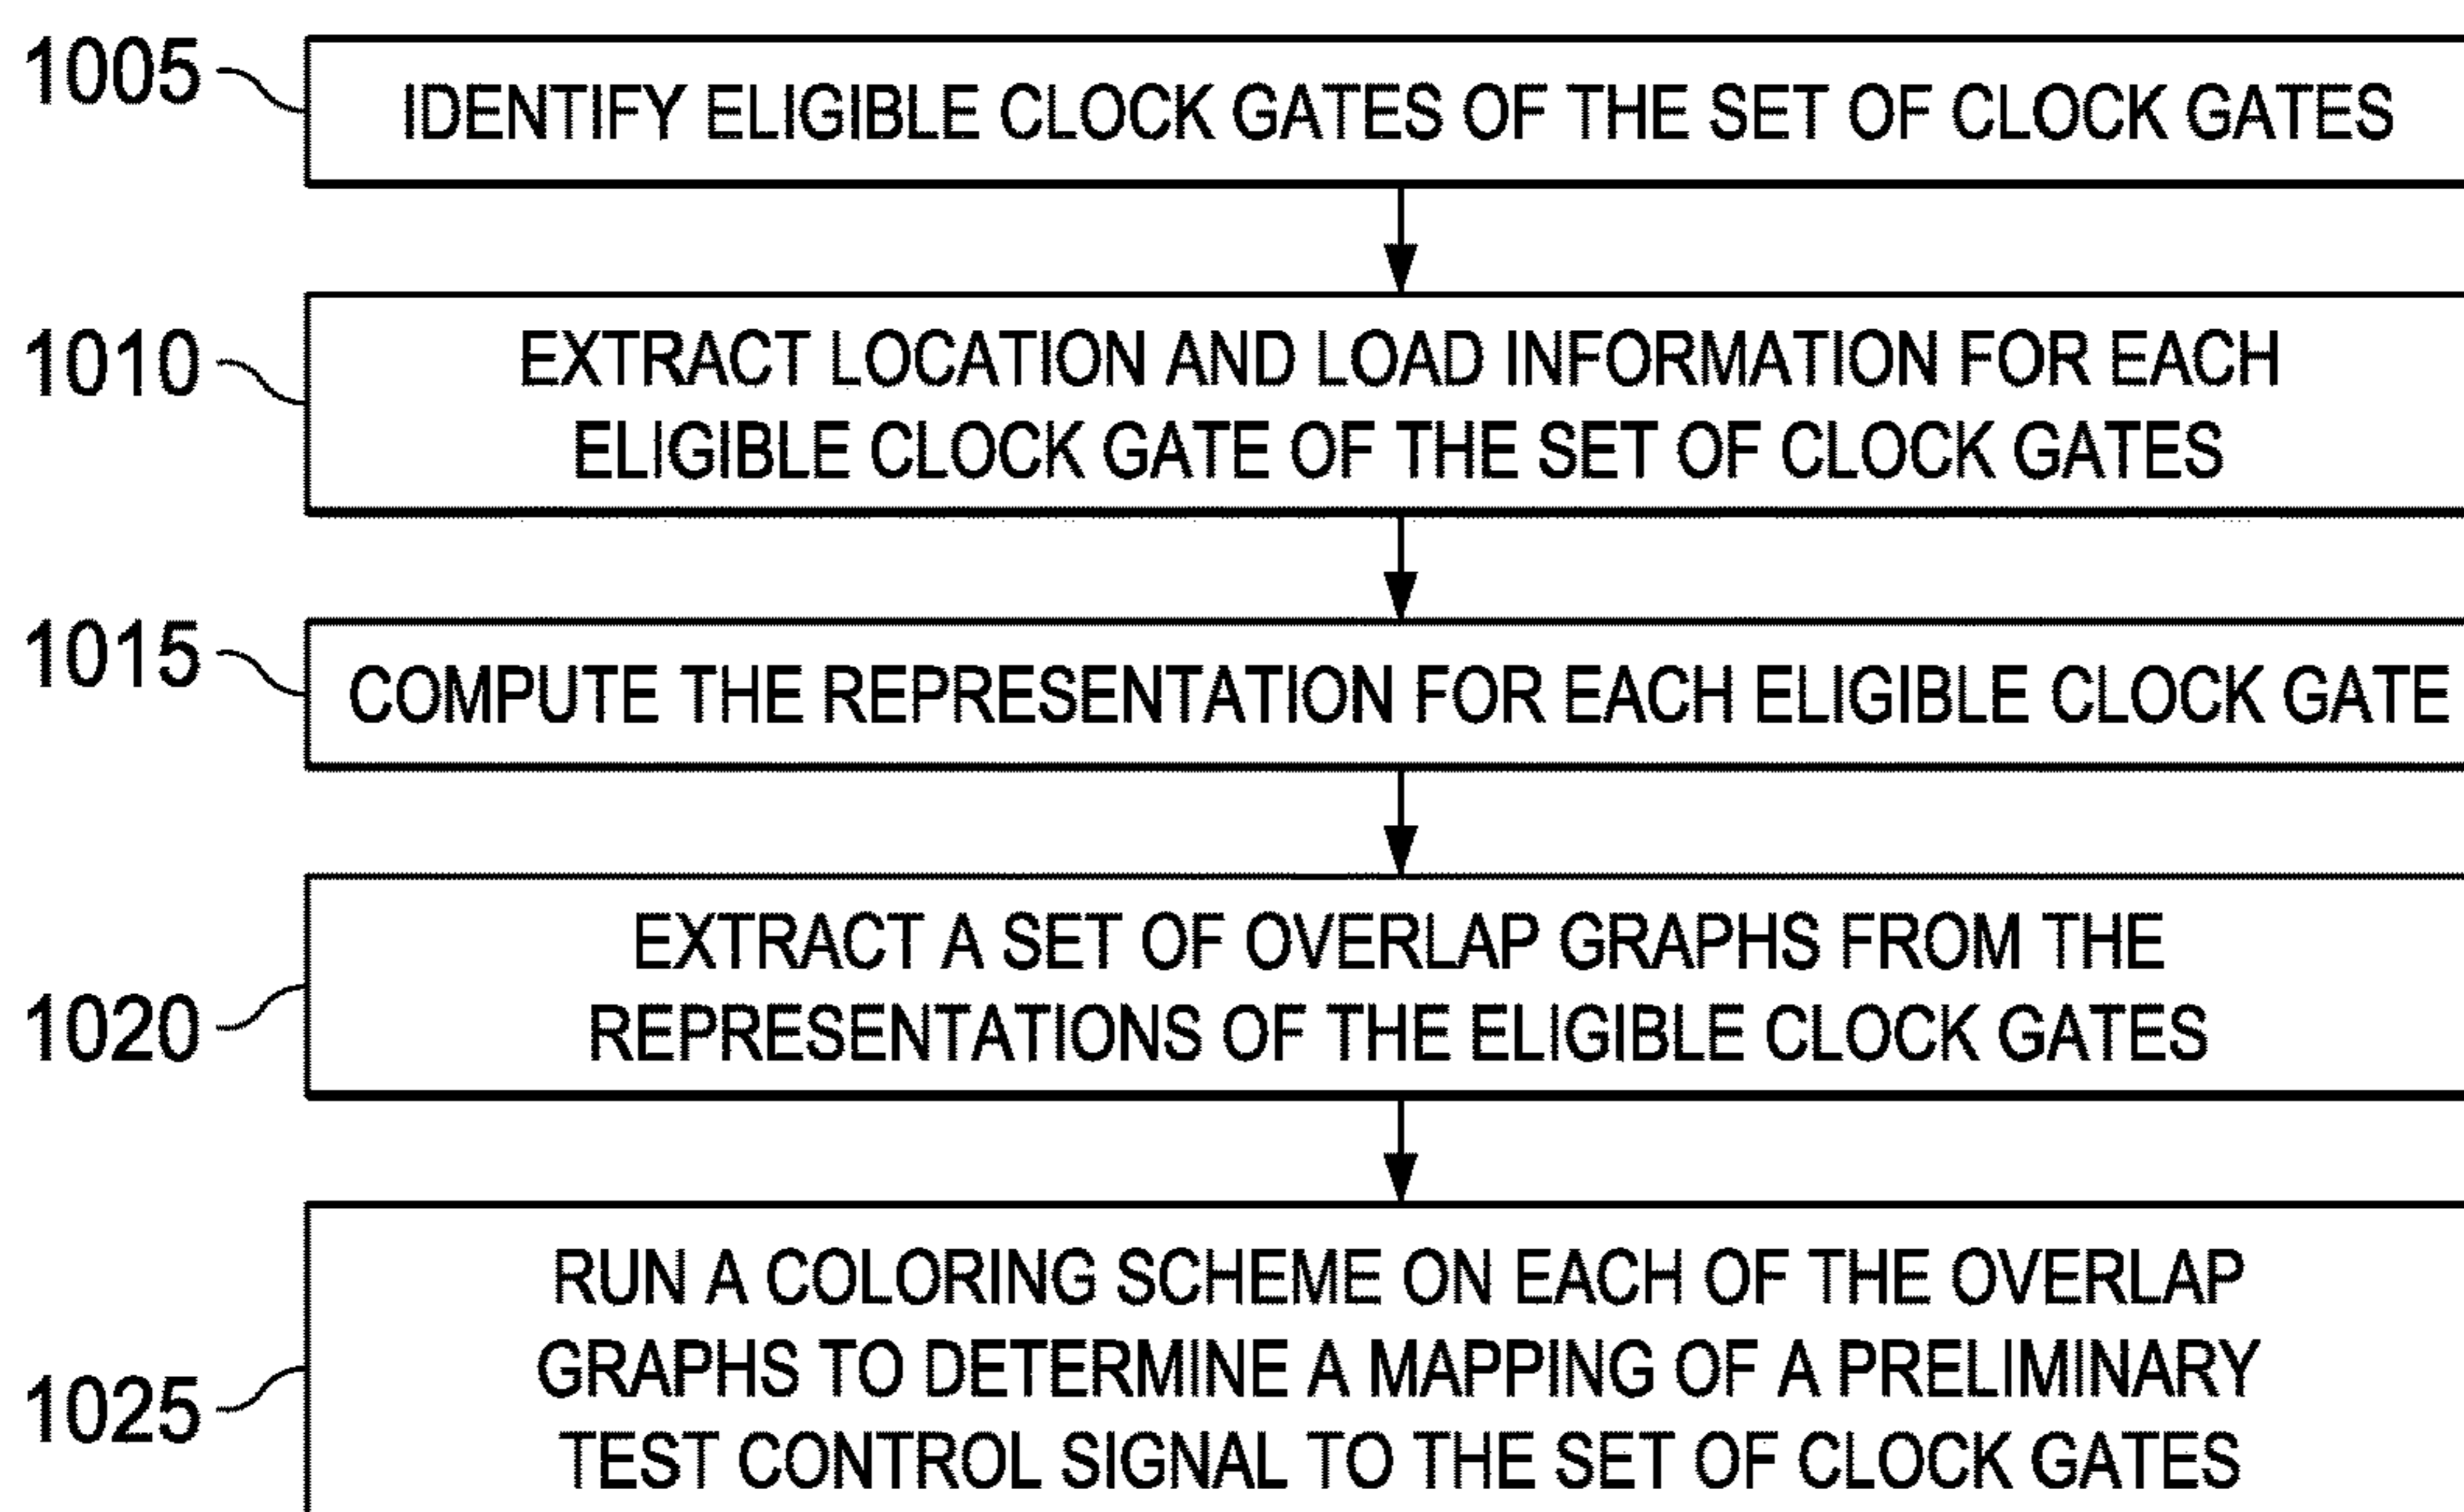 1005
IDENTIFY ELIGIBLE CLOCK GATES OF THE SET OF CLOCK GATES
1010
EXTRACT LOCATION AND LOAD INFORMATION FOR EACH
ELIGIBLE CLOCK GATE OF THE SET OF CLOCK GATES
1015
COMPUTE THE REPRESENTATION FOR EACH ELIGIBLE CLOCK GATE
1020
EXTRACT A SET OF OVERLAP GRAPHS FROM THE
REPRESENTATIONS OF THE ELIGIBLE CLOCK GATES
1025
RUN A COLORING SCHEME ON EACH OF THE OVERLAP
GRAPHS TO DETERMINE A MAPPING OF A PRELIMINARY
TEST CONTROL SIGNAL TO THE SET OF CLOCK GATES